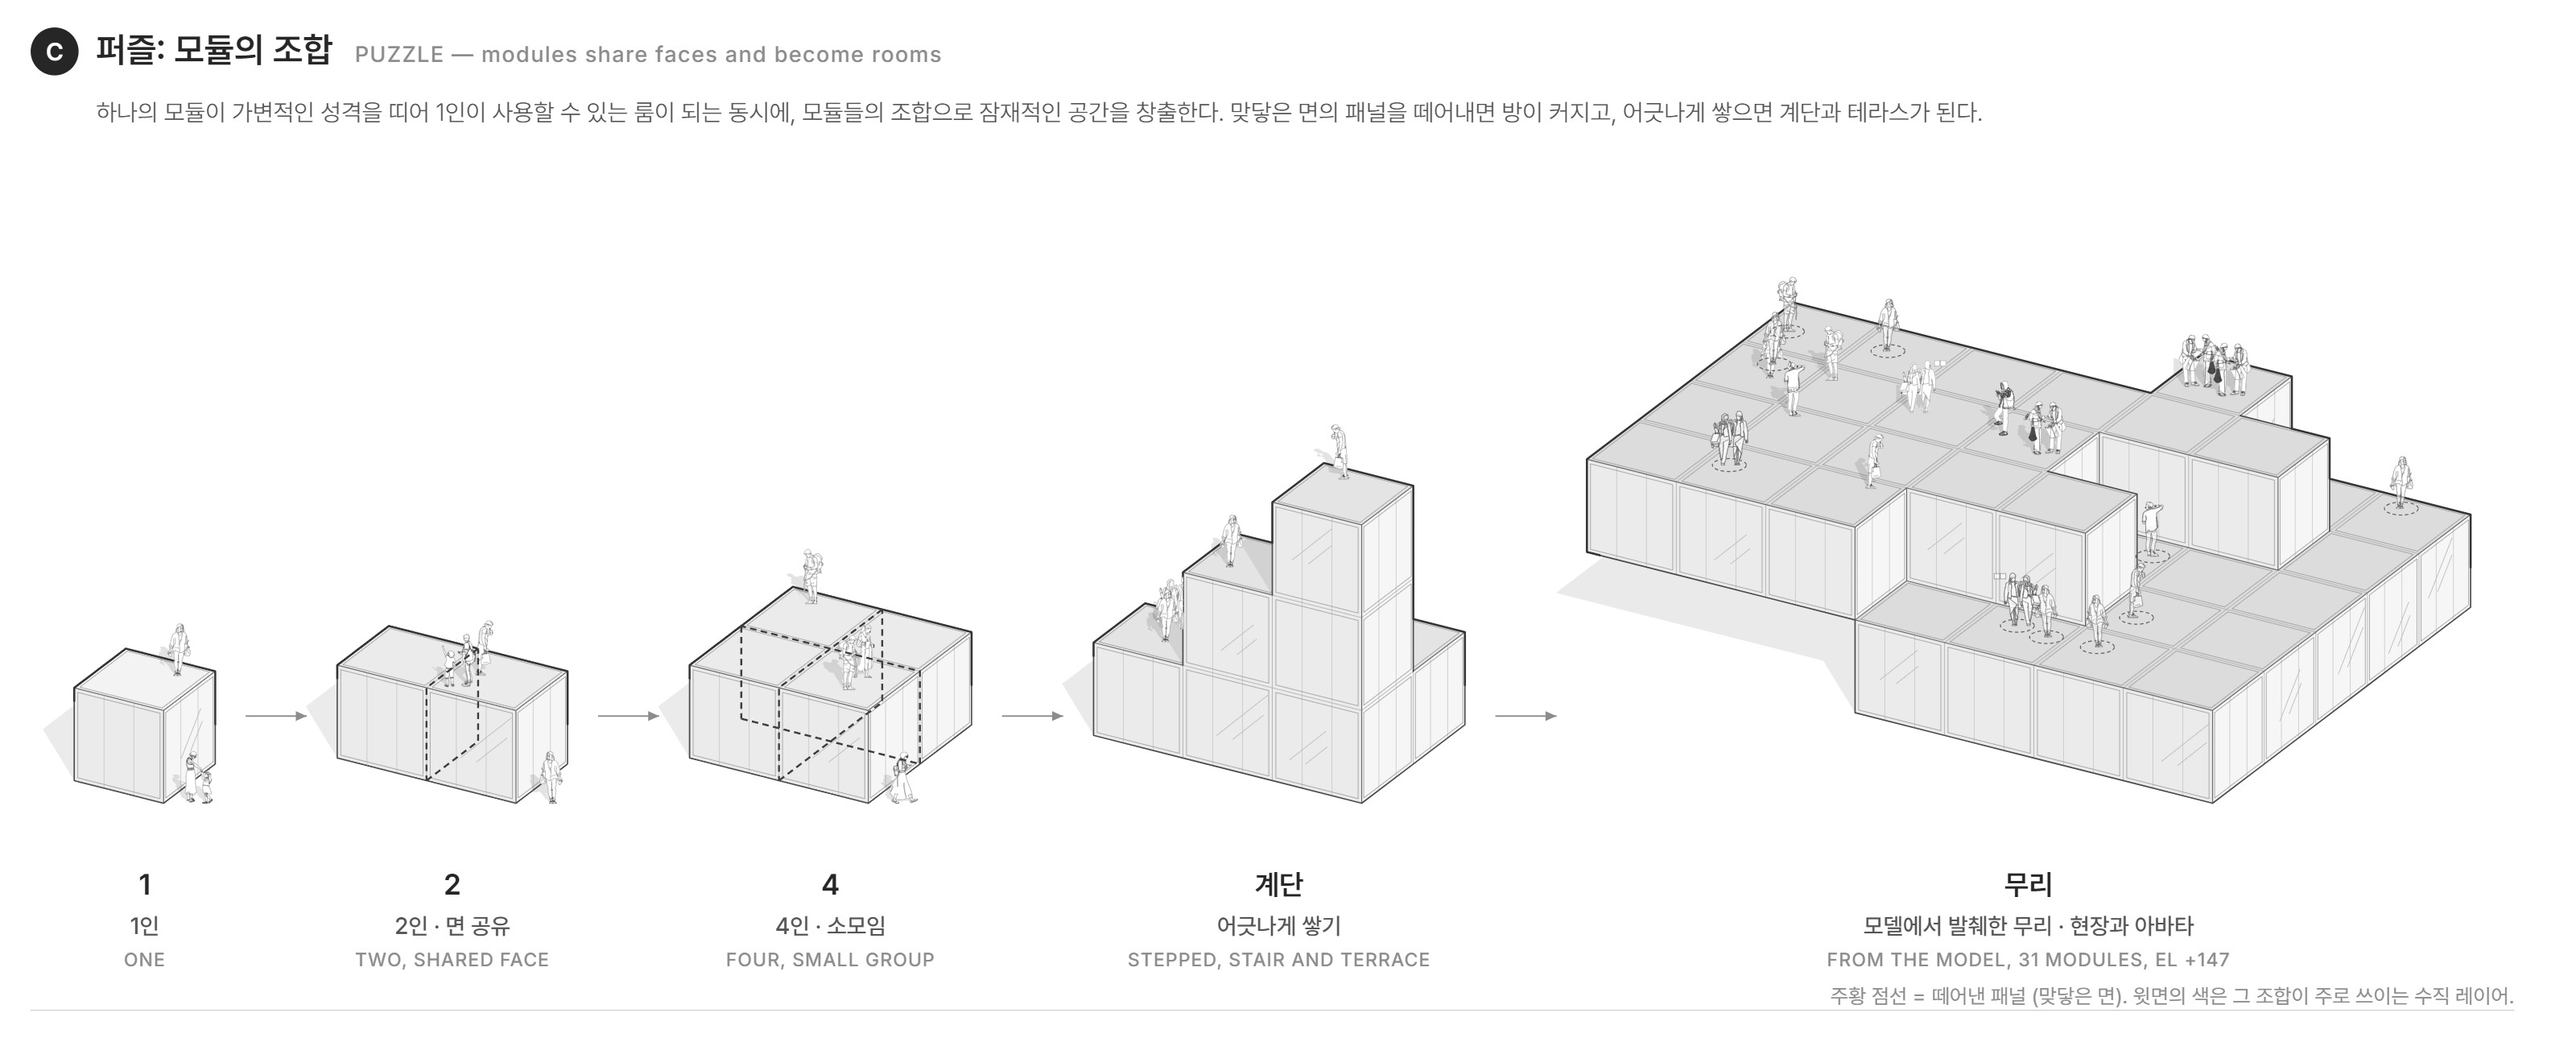 C 퍼즐: 모듈의 조합 PUZZLE — modules share faces and become rooms
하나의 모듈이 가변적인 성격을 띠어 1인이 사용할 수 있는 룸이 되는 동시에, 모듈들의 조합으로 잠재적인 공간을 창출한다. 맞닿은 면의 패널을 떼어내면 방이 커지고, 어긋나게 쌓으면 계단과 테라스가 된다.
1
1인
ONE
2
2인 · 면 공유
TWO, SHARED FACE
4
4인 · 소모임
FOUR, SMALL GROUP
계단
어긋나게 쌓기
STEPPED, STAIR AND TERRACE
무리
모델에서 발췌한 무리 · 현장과 아바타
FROM THE MODEL, 31 MODULES, EL +147
주황 점선 = 떼어낸 패널 (맞닿은 면). 윗면의 색은 그 조합이 주로 쓰이는 수직 레이어.